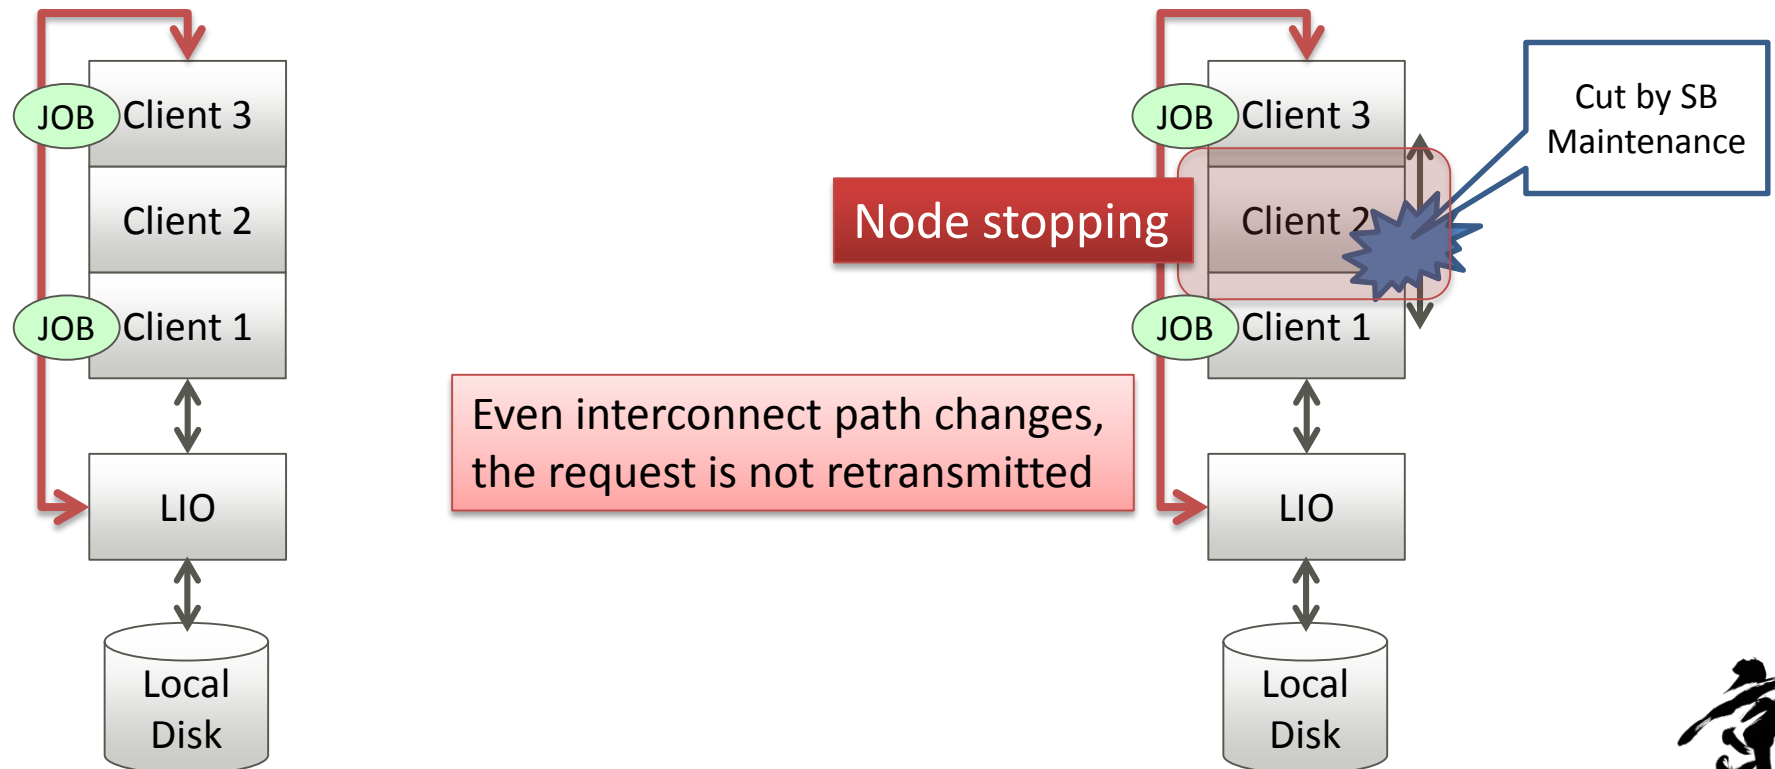 JOB
Client 3
Client 2
JOB
Client 1
LIO
Local
Disk
Even interconnect path changes,
the request is not retransmitted
Node stopping
JOB
Client 3
Client 2
JOB
Client 1
LIO
Local
Disk
Cut by SB
Maintenance